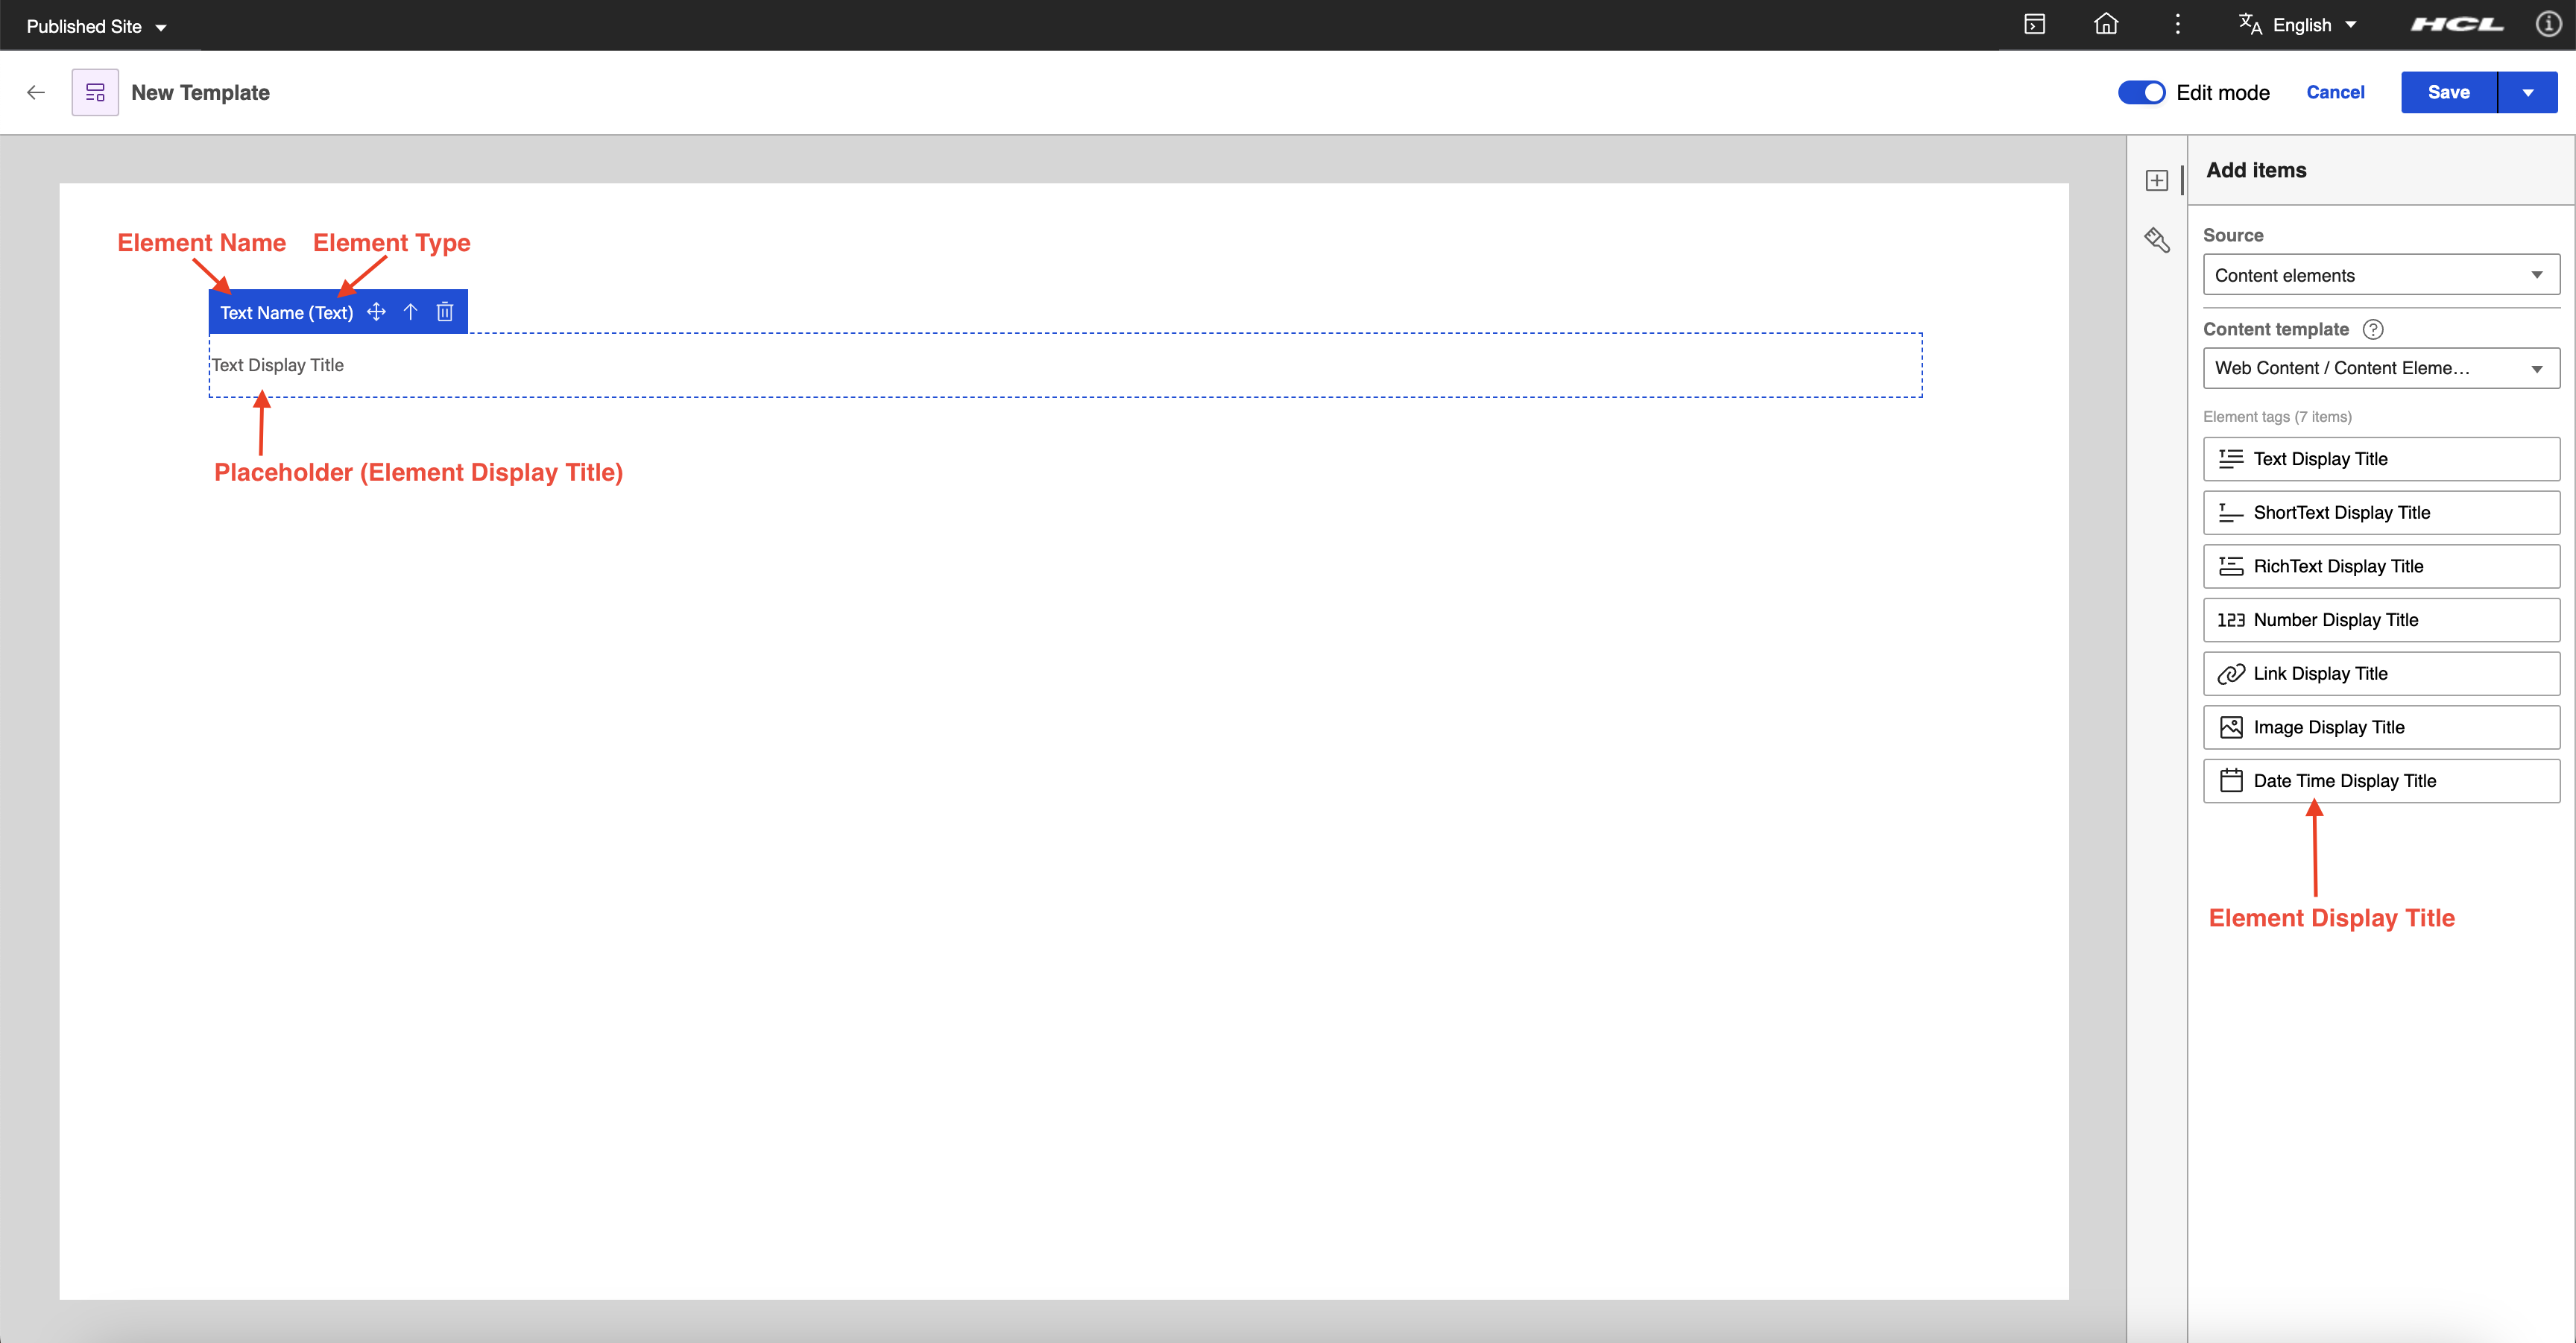 Published Site
English
HCL
New Template
Edit mode
Cancel
Save
Element Name
Element Type
Text Name (Text)
Text Display Title
Placeholder (Element Display Title)
Add items
Source
Content elements
Content template
Web Content / Content Eleme…
Element tags (7 items)
Text Display Title
ShortText Display Title
RichText Display Title
123 Number Display Title
Link Display Title
Image Display Title
Date Time Display Title
Element Display Title